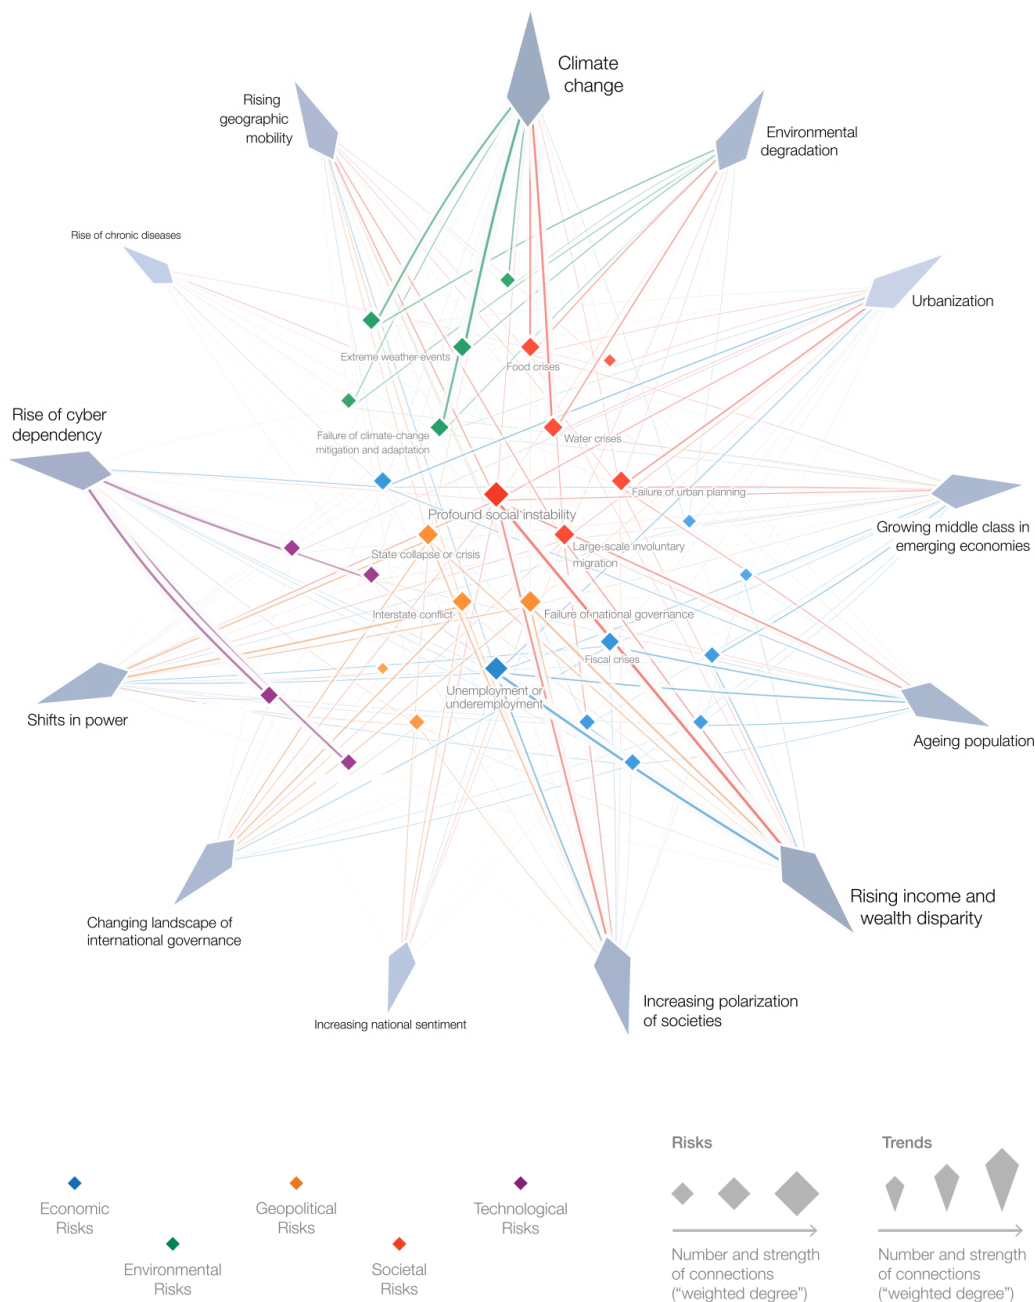 Climate
change
Rising
geographic
mobility
Environmental
degradation
Rise of chronic diseases
Urbanization
Extreme weather events
Food crises
Rise of cyber
dependency
Failure of climate-change
mitigation and adaptation
Water crises
Failure of urban planning
Profound social instability
Growing middle class in
emerging economies
State collapse or crisis
Large-scale involuntary
migration
Interstate conflict
Failure of national governance
Fiscal crises
Unemployment or
underemployment
Shifts in power
Ageing population
Rising income and
wealth disparity
Changing landscape of
international governance
Increasing national sentiment
Increasing polarization
of societies
Economic
Risks
Environmental
Risks
Geopolitical
Risks
Societal
Risks
Technological
Risks
Risks
Number and strength
of connections
(“weighted degree”)
Trends
Number and strength
of connections
(“weighted degree”)